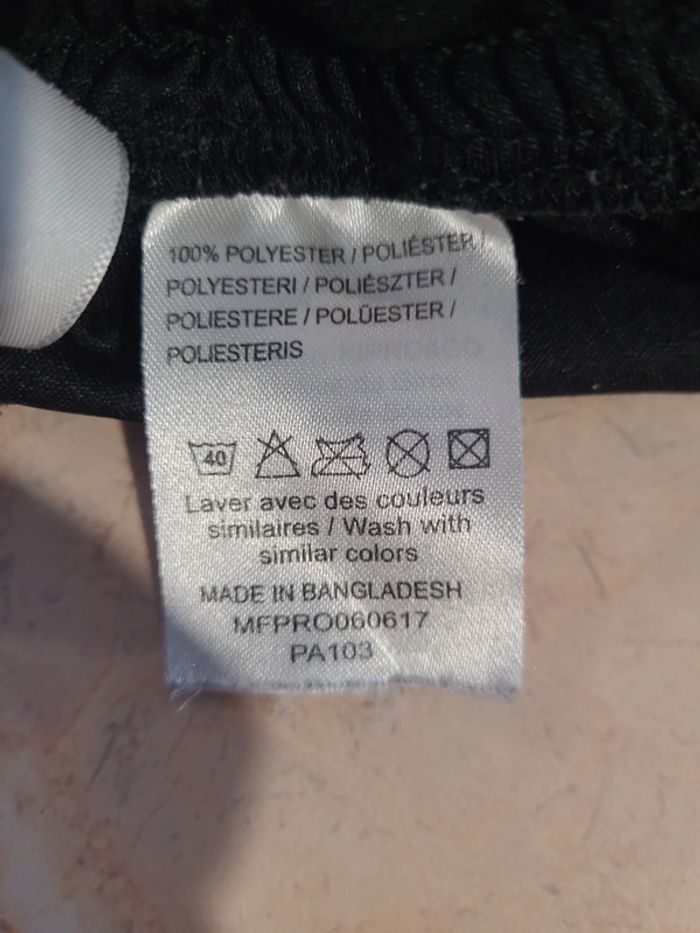 100% POLYESTER / POLIÉSTER /
POLYESTERI / POLIÉSZTER /
POLIESTERE / POLÜESTER /
POLIESTERIS
40
Laver avec des couleurs
similaires / Wash with
similar colors
MADE IN BANGLADESH
MFPRO060617
PA103